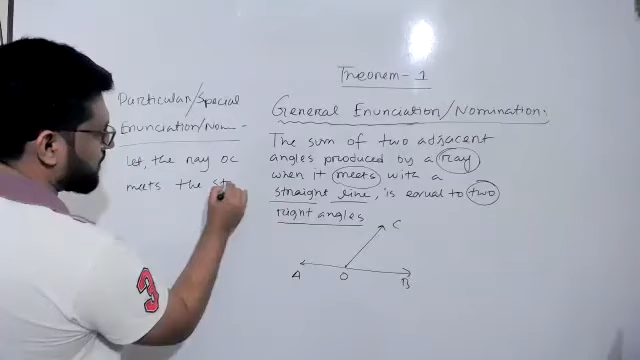 Theorem-1
Particular/Special
Enunciation/Nom-
Let, the ray OC
meets the st
General Enunciation/Nomination:
The sum of two adjacent
angles produced by a ray
when it meets with a
straight line, is equal to two
right angles
C
A O B
3